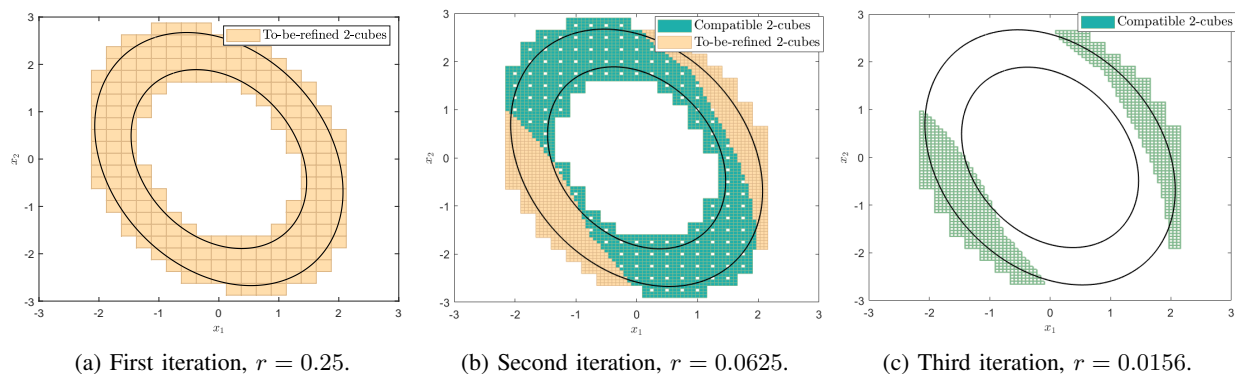 3
2
1
0
-1
-2
-3
x₂
-3 -2 -1 0 1 2 3
x₁
To-be-refined 2-cubes
(a) First iteration, r = 0.25.
3
2
1
0
-1
-2
-3
x₂
-3 -2 -1 0 1 2 3
x₁
Compatible 2-cubes
To-be-refined 2-cubes
(b) Second iteration, r = 0.0625.
3
2
1
0
-1
-2
-3
x₂
-3 -2 -1 0 1 2 3
x₁
Compatible 2-cubes
(c) Third iteration, r = 0.0156.